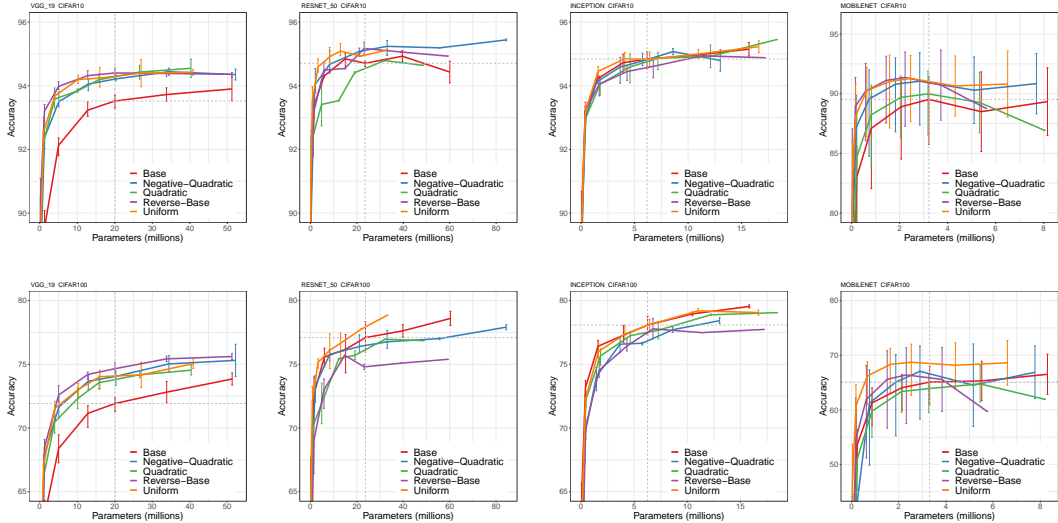 VGG_19 CIFAR10
96
94
92
90
Accuracy
0 10 20 30 40 50
Parameters (millions)
Base
Negative−Quadratic
Quadratic
Reverse−Base
Uniform
RESNET_50 CIFAR10
96
94
92
90
Accuracy
0 20 40 60 80
Parameters (millions)
Base
Negative−Quadratic
Quadratic
Reverse−Base
Uniform
INCEPTION CIFAR10
96
94
92
90
Accuracy
0 5 10 15
Parameters (millions)
Base
Negative−Quadratic
Quadratic
Reverse−Base
Uniform
MOBILENET CIFAR10
95
90
85
80
Accuracy
0 2 4 6 8
Parameters (millions)
Base
Negative−Quadratic
Quadratic
Reverse−Base
Uniform
VGG_19 CIFAR100
80
75
70
65
Accuracy
0 10 20 30 40 50
Parameters (millions)
Base
Negative−Quadratic
Quadratic
Reverse−Base
Uniform
RESNET_50 CIFAR100
80
75
70
65
Accuracy
0 20 40 60 80
Parameters (millions)
Base
Negative−Quadratic
Quadratic
Reverse−Base
Uniform
INCEPTION CIFAR100
80
75
70
65
Accuracy
0 5 10 15
Parameters (millions)
Base
Negative−Quadratic
Quadratic
Reverse−Base
Uniform
MOBILENET CIFAR100
80
70
60
50
Accuracy
0 2 4 6 8
Parameters (millions)
Base
Negative−Quadratic
Quadratic
Reverse−Base
Uniform